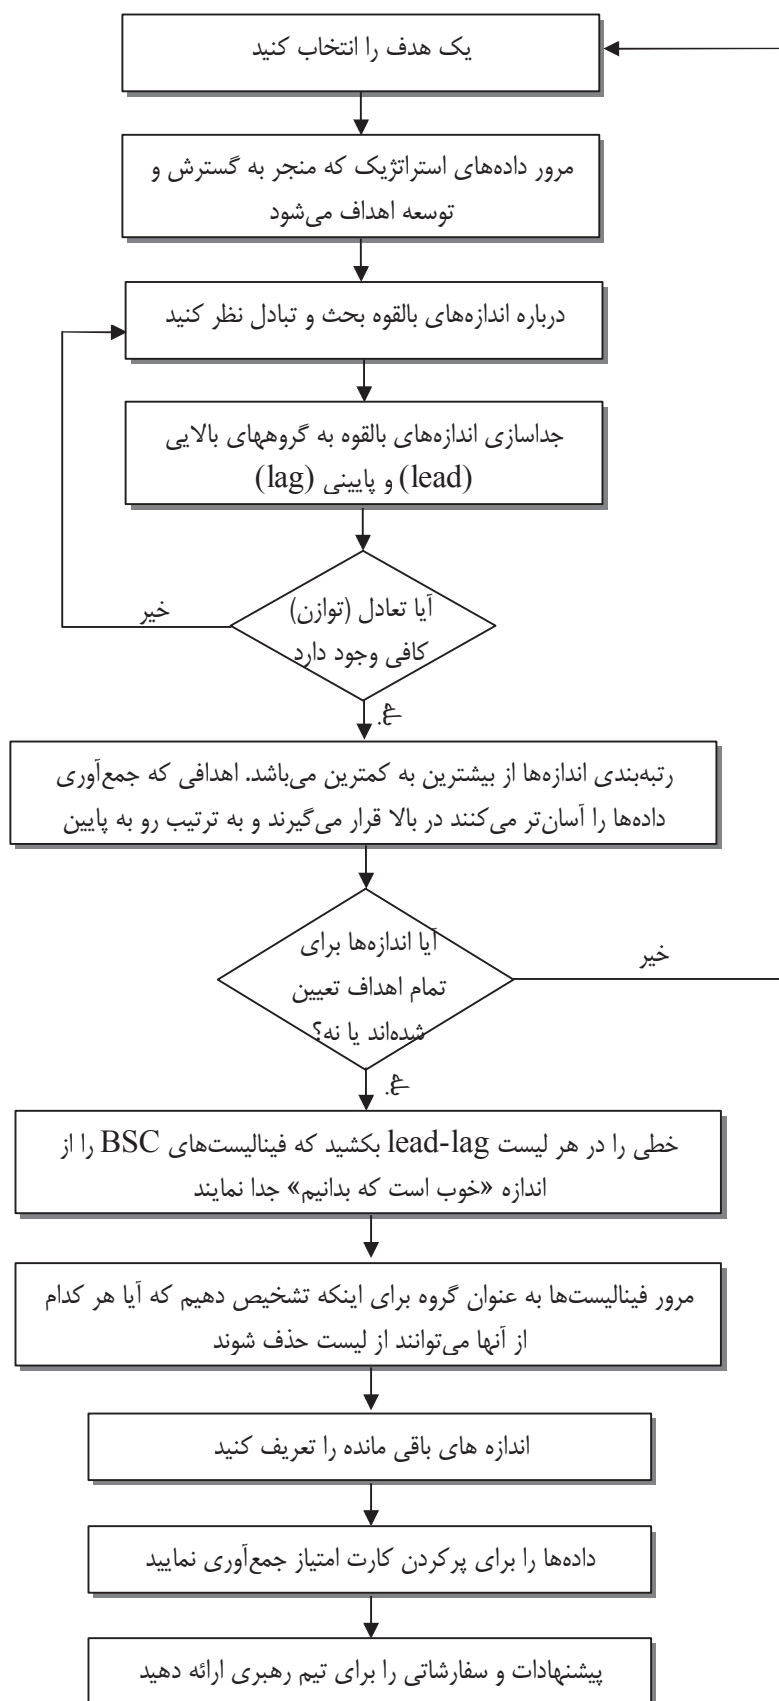 یک هدف را انتخاب کنید
مرور داده‌های استراتژیک که منجر به گسترش و
توسعه اهداف می‌شود
درباره اندازه‌های بالقوه بحث و تبادل نظر کنید
جداسازی اندازه‌های بالقوه به گروههای بالایی
(lead) و پایینی (lag)
آیا تعادل (توازن)
کافی وجود دارد
خیر
رتبه‌بندی اندازه‌ها از بیشترین به کمترین می‌باشد. اهدافی که جمع‌آوری
داده‌ها را آسان‌تر می‌کنند در بالا قرار می‌گیرند و به ترتیب رو به پایین
آیا اندازه‌ها برای
تمام اهداف تعیین
شده‌اند یا نه؟
خیر
خطی را در هر لیست lead-lag بکشید که فینالیست‌های BSC را از
اندازه «خوب است که بدانیم» جدا نمایند
مرور فینالیست‌ها به عنوان گروه برای اینکه تشخیص دهیم که آیا هر کدام
از آنها می‌توانند از لیست حذف شوند
اندازه های باقی مانده را تعریف کنید
داده‌ها را برای پرکردن کارت امتیاز جمع‌آوری نمایید
پیشنهادات و سفارشاتی را برای تیم رهبری ارائه دهید